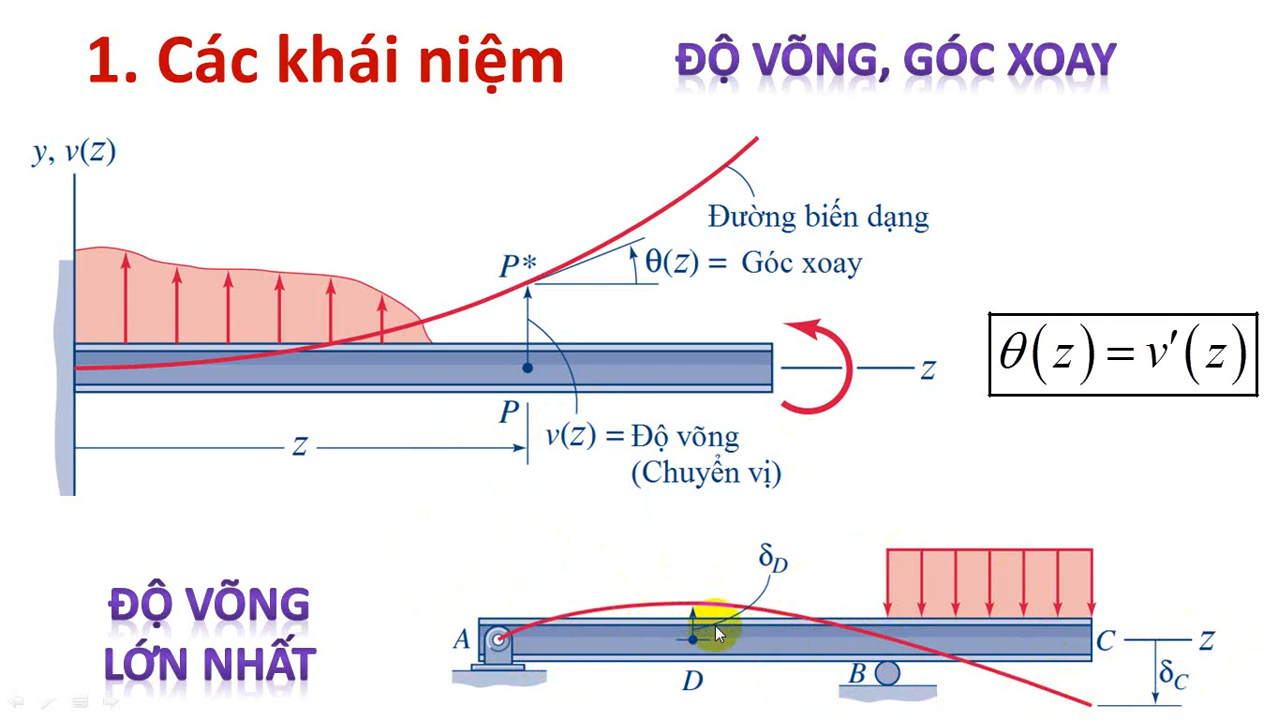 1. Các khái niệm
ĐỘ VÕNG, GÓC XOAY
y, v(z)
Đường biến dạng
P*
θ(z) = Góc xoay
θ(z) = v′(z)
z
P
v(z) = Độ võng
(Chuyển vị)
z
ĐỘ VÕNG
LỚN NHẤT
δD
A
C
z
B
D
δC